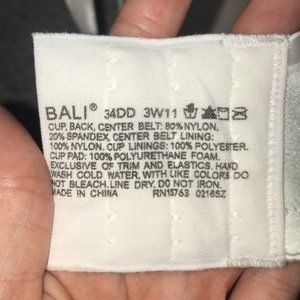 BALI® 34DD 3W11
CUP, BACK, CENTER BELT: 80% NYLON,
20% SPANDEX, CENTER BELT LINING:
100% NYLON. CUP LININGS: 100% POLYESTER.
CUP PAD: 100% POLYURETHANE FOAM.
EXCLUSIVE OF TRIM AND ELASTICS. HAND
WASH COLD WATER, WITH LIKE COLORS. DO
NOT BLEACH. LINE DRY. DO NOT IRON.
MADE IN CHINA RN15763 0216SZ